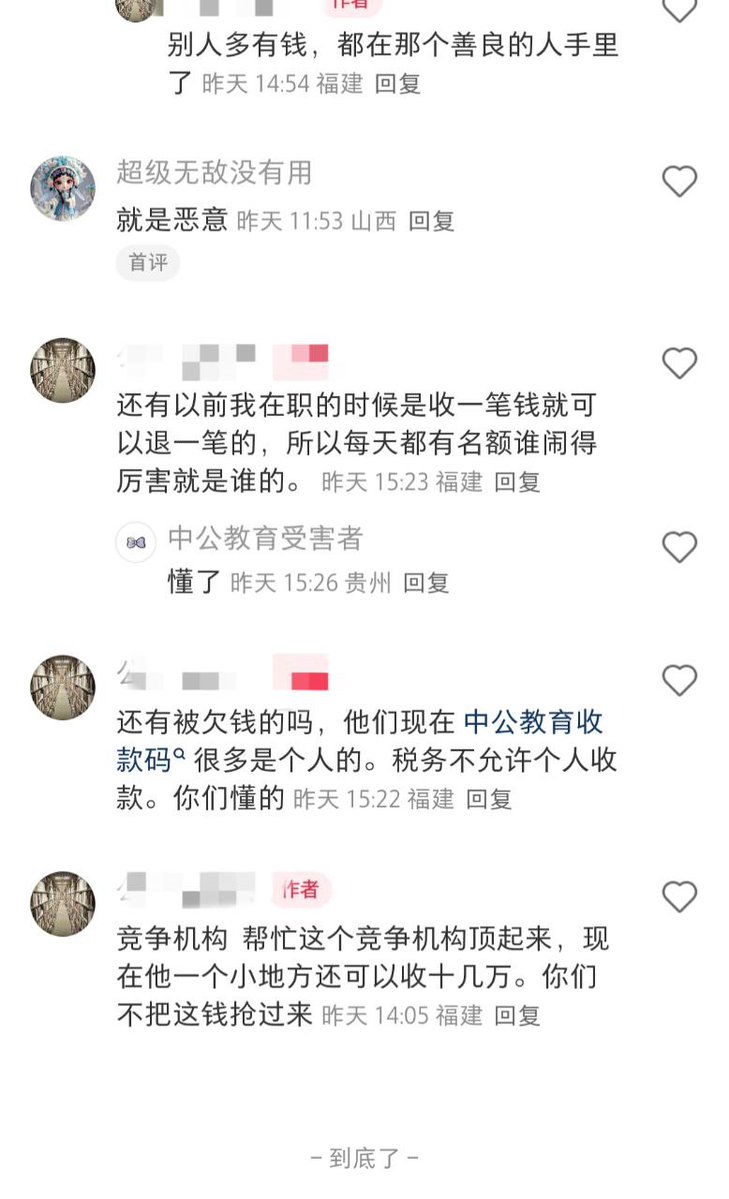 作者
别人多有钱，都在那个善良的人手里
了 昨天 14:54 福建 回复
超级无敌没有用
就是恶意 昨天 11:53 山西 回复
首评
还有以前我在职的时候是收一笔钱就可
以退一笔的，所以每天都有名额谁闹得
厉害就是谁的。 昨天 15:23 福建 回复
中公教育受害者
懂了 昨天 15:26 贵州 回复
还有被欠钱的吗，他们现在 中公教育收
款码 很多是个人的。税务不允许个人收
款。你们懂的 昨天 15:22 福建 回复
作者
竞争机构 帮忙这个竞争机构顶起来，现
在他一个小地方还可以收十几万。你们
不把这钱抢过来 昨天 14:05 福建 回复
- 到底了 -